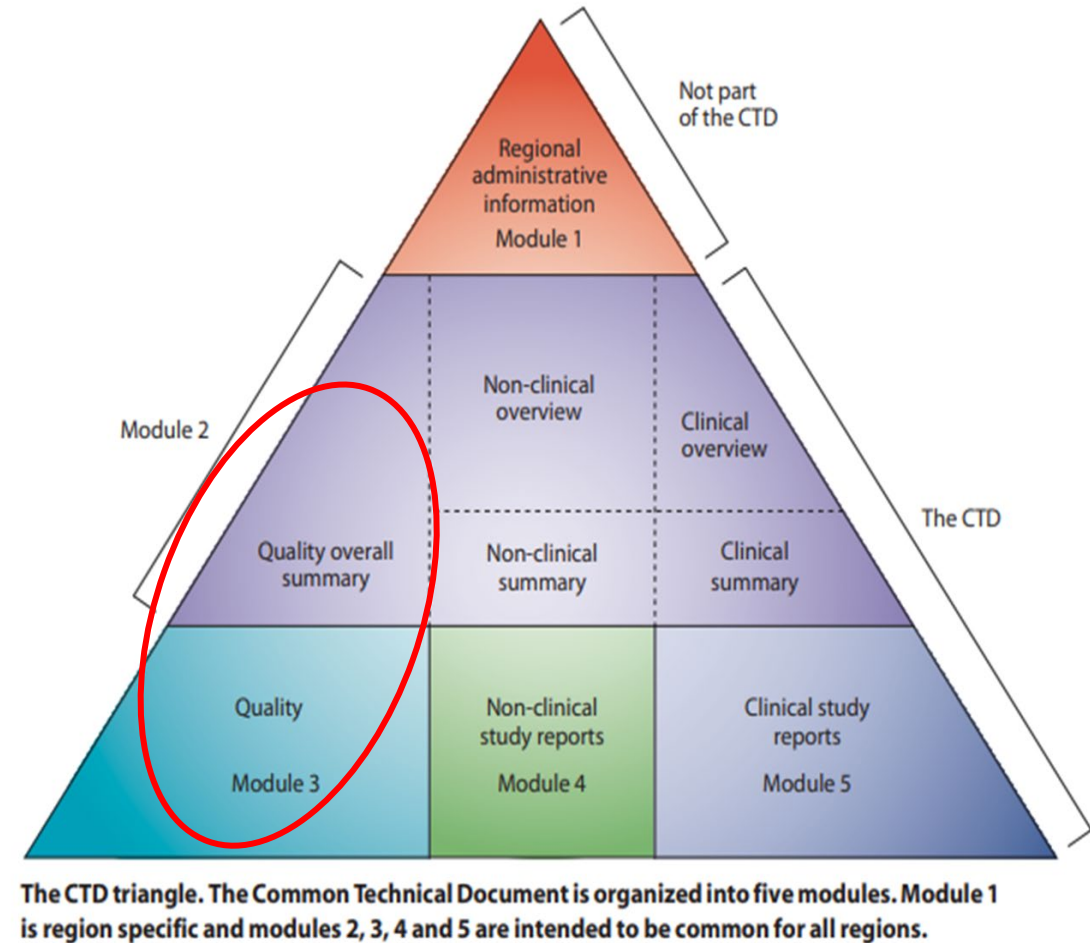 Not part
of the CTD
Regional
administrative
information
Module 1
Module 2
Non-clinical
overview
Clinical
overview
The CTD
Quality overall
summary
Non-clinical
summary
Clinical
summary
Quality
Module 3
Non-clinical
study reports
Module 4
Clinical study
reports
Module 5
The CTD triangle. The Common Technical Document is organized into five modules. Module 1
is region specific and modules 2, 3, 4 and 5 are intended to be common for all regions.